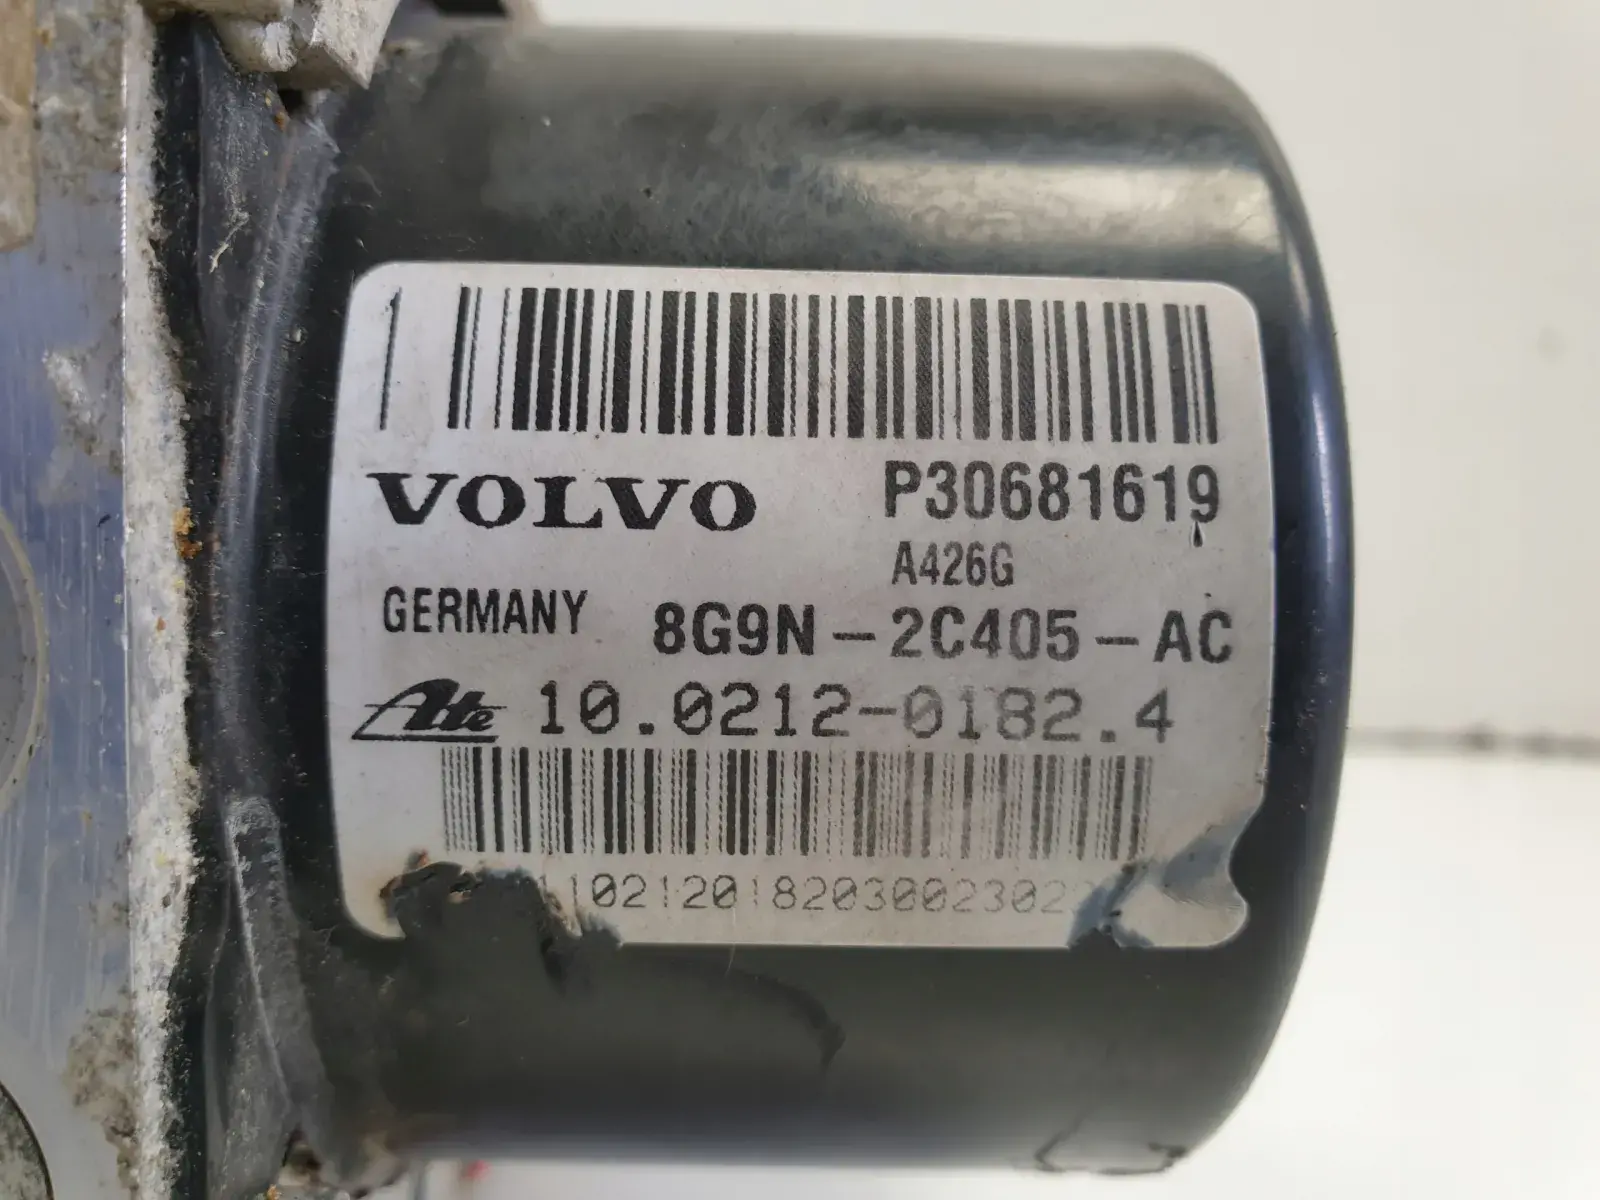 VOLVO P30681619
A426G
GERMANY 8G9N-2C405-AC
Ate 10.0212-0182.4